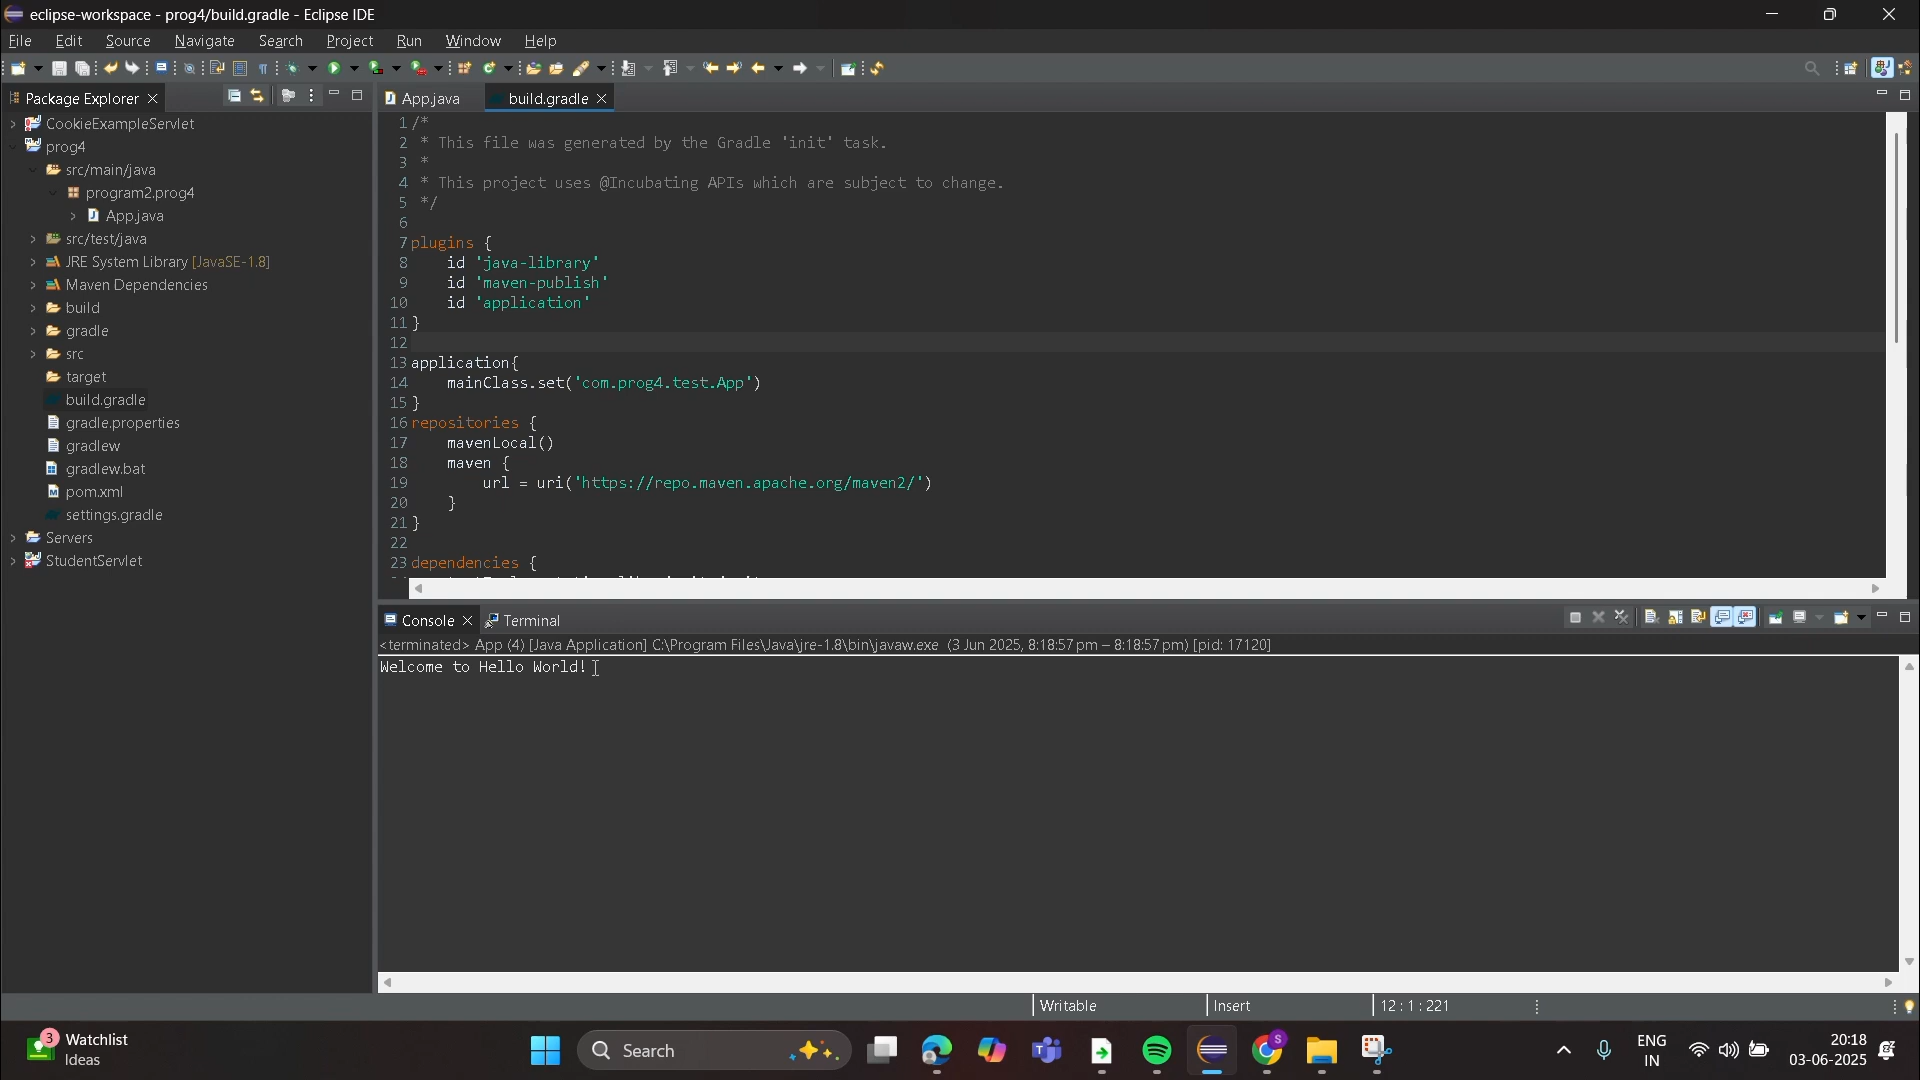 eclipse-workspace - prog4/build.gradle - Eclipse IDE
File Edit Source Navigate Search Project Run Window Help
Package Explorer
App.java build.gradle
CookieExampleServlet
prog4
src/main/java
program2.prog4
App.java
src/test/java
JRE System Library [JavaSE-1.8]
Maven Dependencies
build
gradle
src
target
build.gradle
gradle.properties
gradlew
gradlew.bat
pom.xml
settings.gradle
Servers
StudentServlet
1 /*
2 * This file was generated by the Gradle 'init' task.
3 *
4 * This project uses @Incubating APIs which are subject to change.
5 */
6
7 plugins {
8 id 'java-library'
9 id 'maven-publish'
10 id 'application'
11 }
12
13 application{
14 mainClass.set('com.prog4.test.App')
15 }
16 repositories {
17 mavenLocal()
18 maven {
19 url = uri('https://repo.maven.apache.org/maven2/')
20 }
21 }
22
23 dependencies {
Console Terminal
<terminated> App (4) [Java Application] C:\Program Files\Java\jre-1.8\bin\javaw.exe (3 Jun 2025, 8:18:57 pm – 8:18:57 pm) [pid: 17120]
Welcome to Hello World!
Writable Insert 12 : 1 : 221
3
Watchlist
Ideas
Search
S
ENG
IN
20:18
03-06-2025